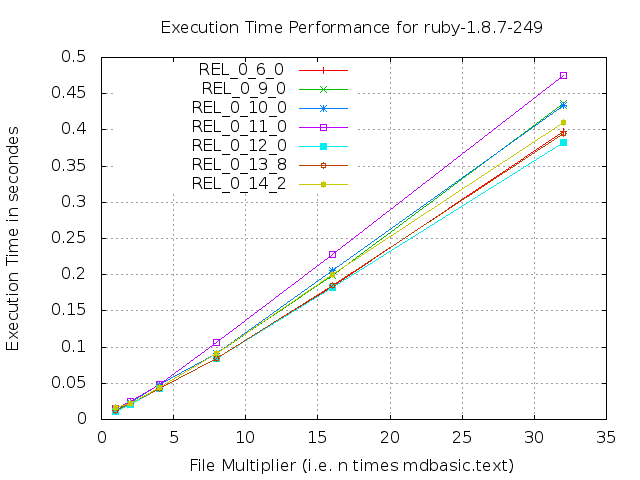 Execution Time Performance for ruby-1.8.7-249
Execution Time in secondes
0.5
0.45
0.4
0.35
0.3
0.25
0.2
0.15
0.1
0.05
0
REL_0_6_0
REL_0_9_0
REL_0_10_0
REL_0_11_0
REL_0_12_0
REL_0_13_8
REL_0_14_2
0 5 10 15 20 25 30 35
File Multiplier (i.e. n times mdbasic.text)